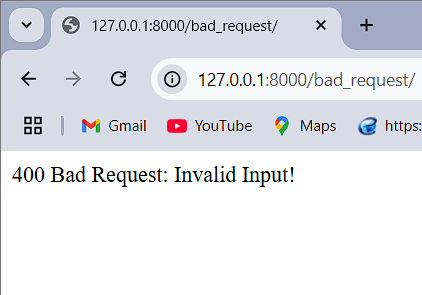 127.0.0.1:8000/bad_request/
127.0.0.1:8000/bad_request/
Gmail YouTube Maps https:
400 Bad Request: Invalid Input!